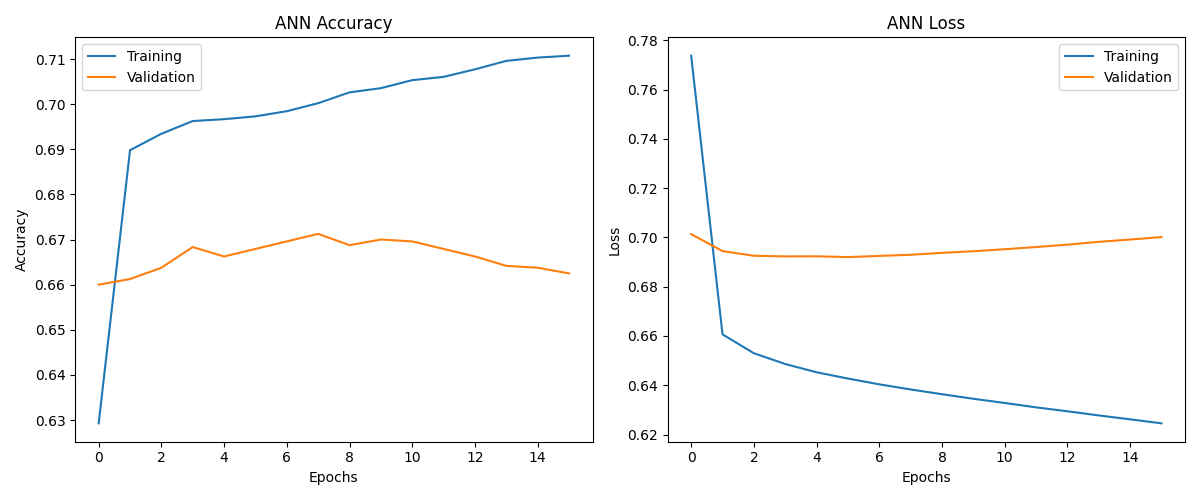 ANN Accuracy
Training
Validation
0.71
0.70
0.69
0.68
0.67
0.66
0.65
0.64
0.63
Accuracy
0 2 4 6 8 10 12 14
Epochs
ANN Loss
Training
Validation
0.78
0.76
0.74
0.72
0.70
0.68
0.66
0.64
0.62
Loss
0 2 4 6 8 10 12 14
Epochs